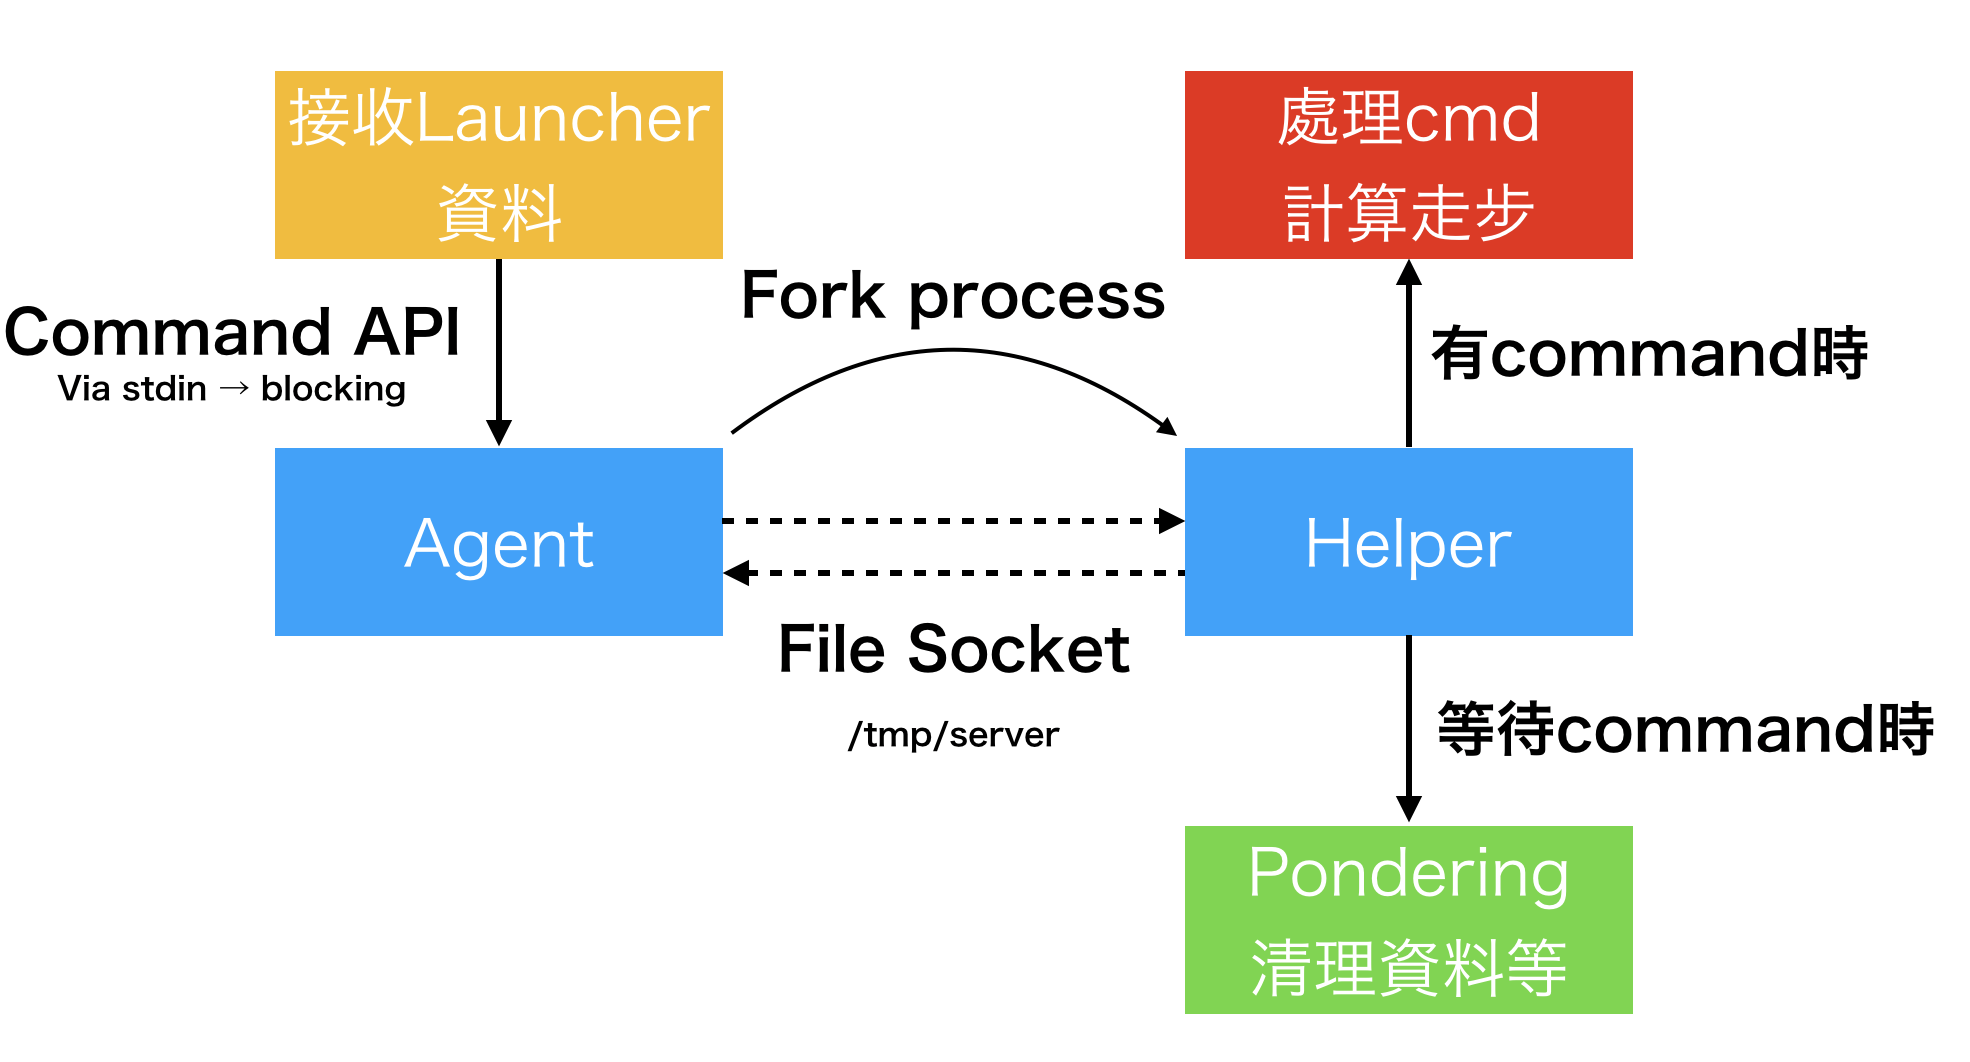 接收Launcher
資料
處理cmd
計算走步
Fork process
Command API
Via stdin → blocking
有command時
Agent
Helper
File Socket
/tmp/server
等待command時
Pondering
清理資料等